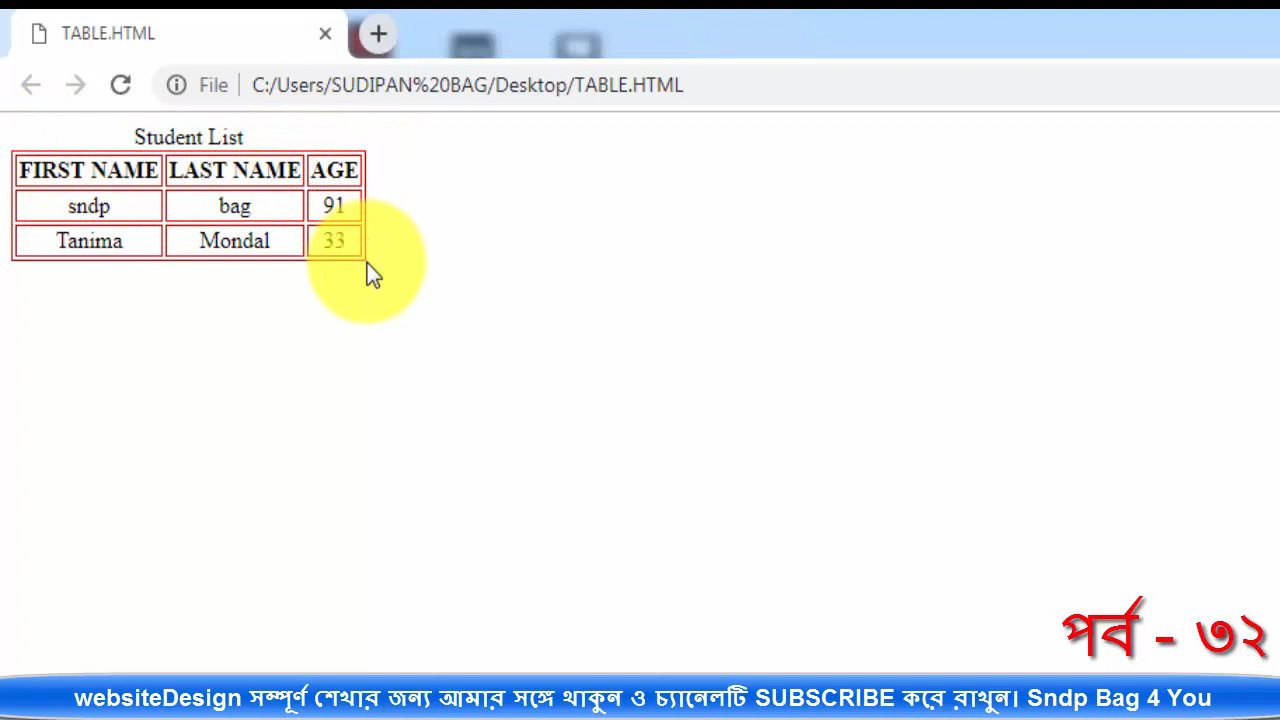 TABLE.HTML
File C:/Users/SUDIPAN%20BAG/Desktop/TABLE.HTML
Student List
FIRST NAME LAST NAME AGE
sndp bag 91
Tanima Mondal 33
পর্ব - ৩২
websiteDesign সম্পূর্ণ শেখার জন্য আমার সঙ্গে থাকুন ও চ্যানেলটি SUBSCRIBE করে রাখুন। Sndp Bag 4 You